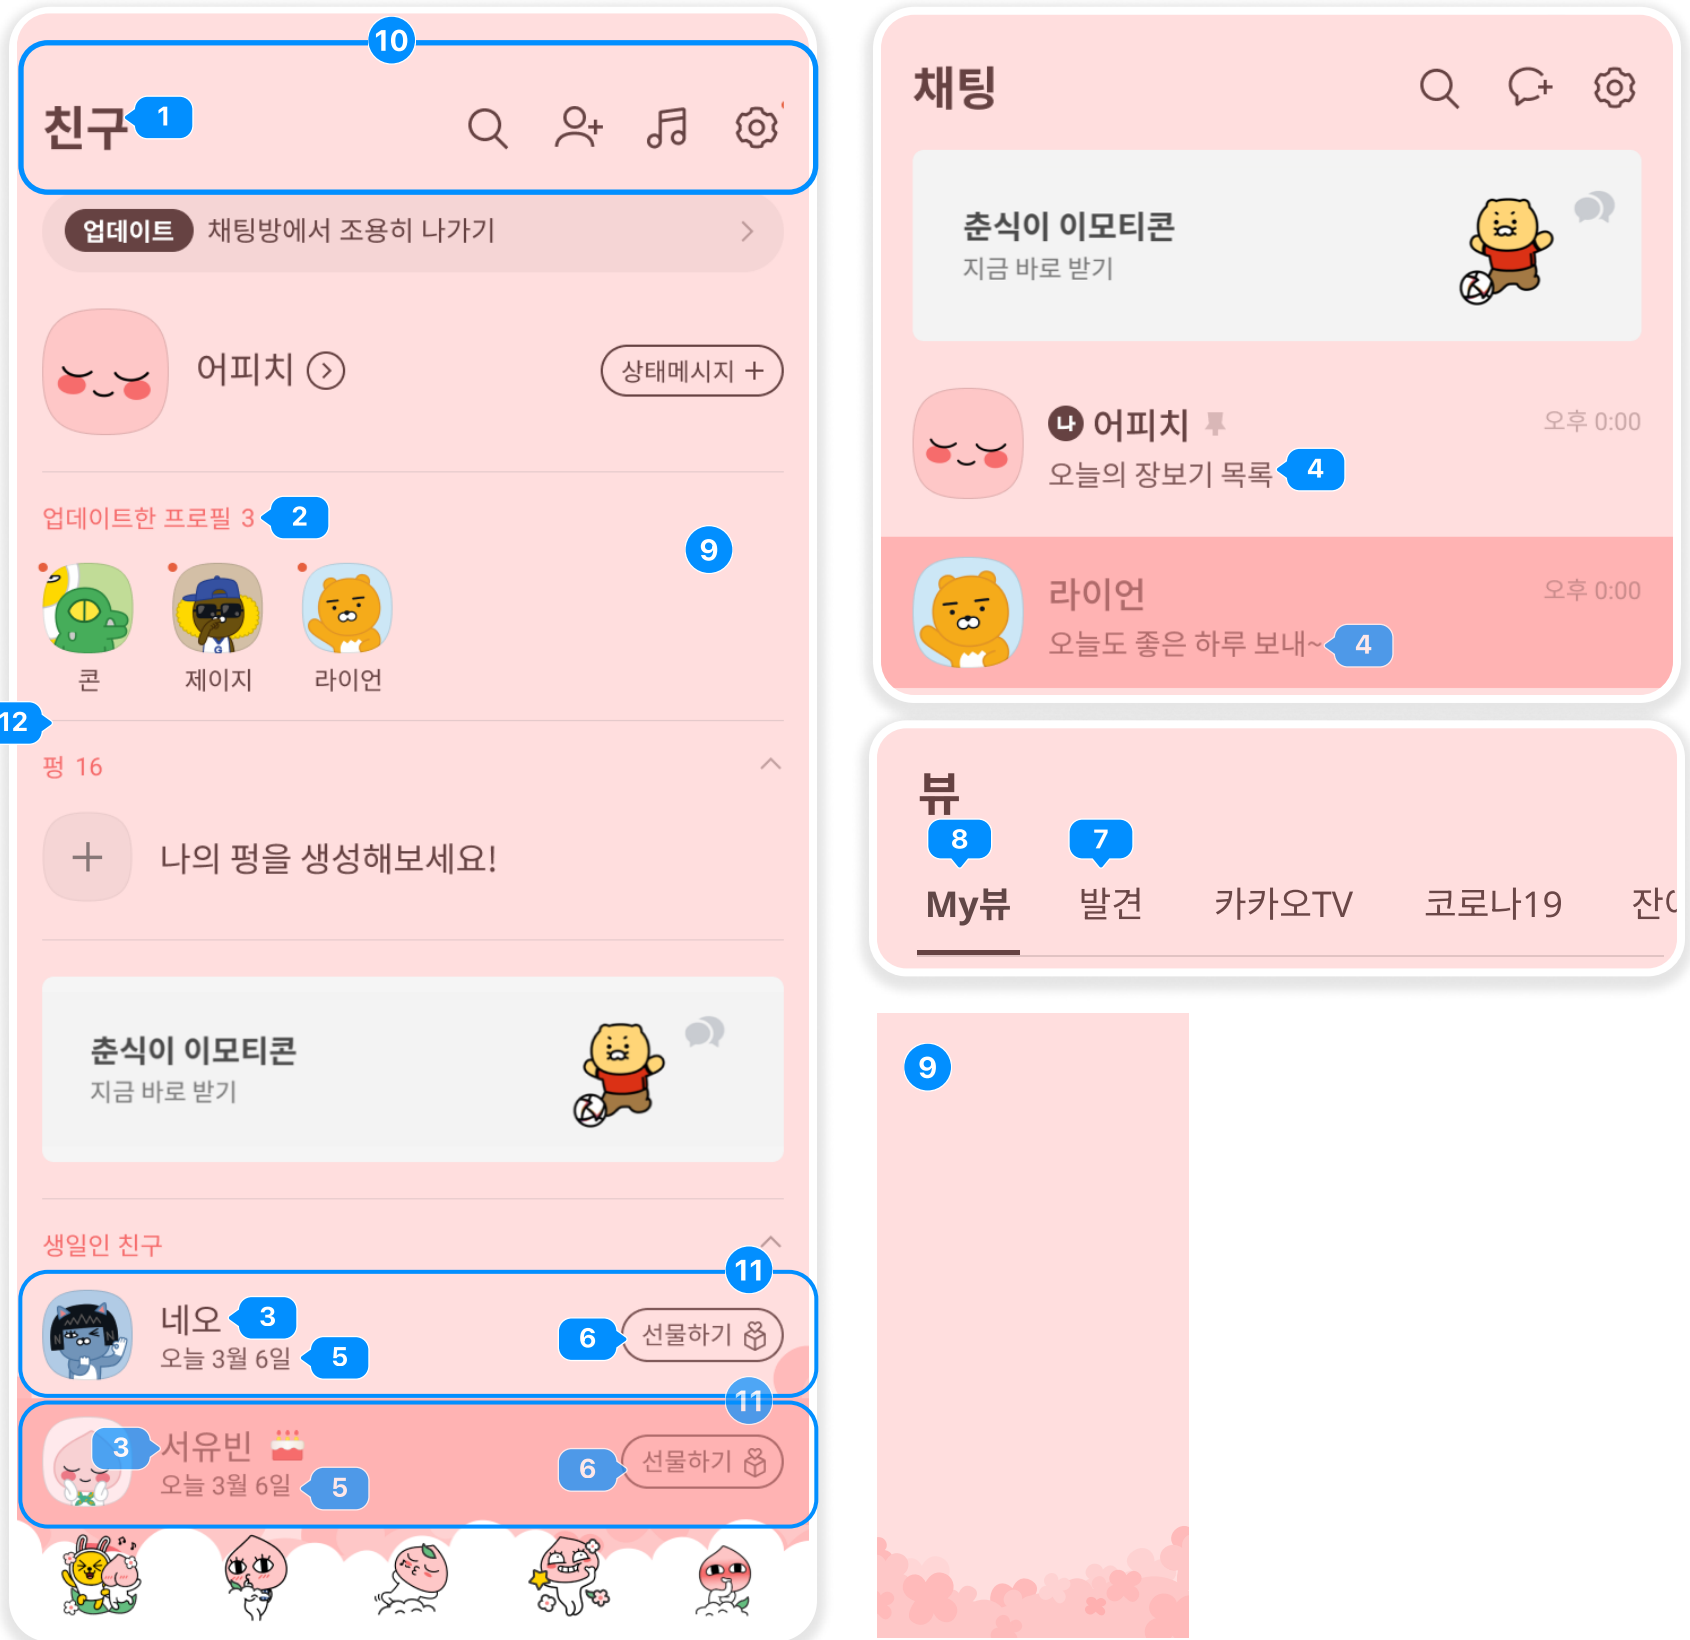 10
친구
1
업데이트 채팅방에서 조용히 나가기
어피치
상태메시지 +
업데이트한 프로필 3
2
9
콘 제이지 라이언
12
펑 16
나의 펑을 생성해보세요!
춘식이 이모티콘
지금 바로 받기
생일인 친구
11
네오
3
오늘 3월 6일
5
6
선물하기
11
3
서유빈
오늘 3월 6일
5
6
선물하기
채팅
춘식이 이모티콘
지금 바로 받기
나 어피치
오후 0:00
오늘의 장보기 목록
4
라이언
오후 0:00
오늘도 좋은 하루 보내~
4
뷰
8
7
My뷰 발견 카카오TV 코로나19
9